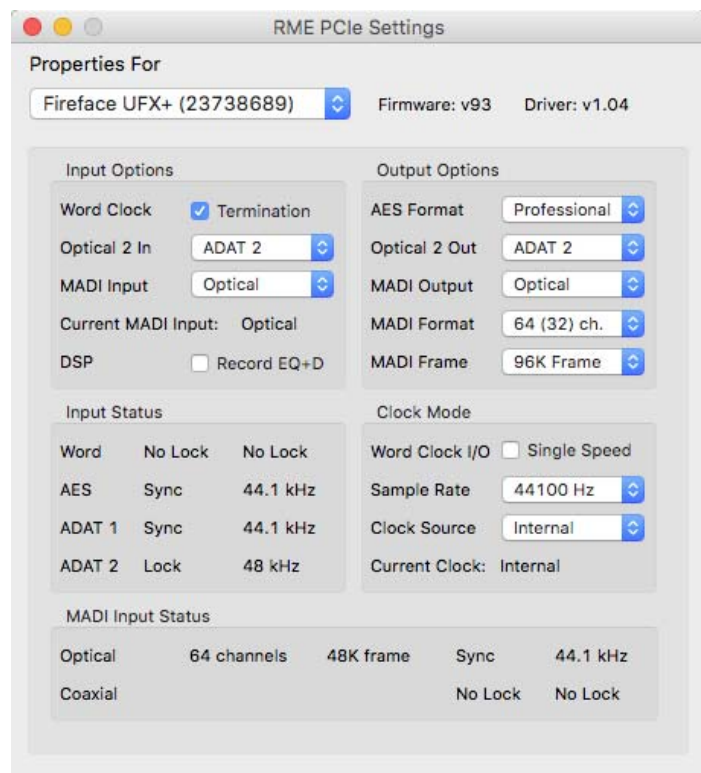 RME PCIe Settings
Properties For
Fireface UFX+ (23738689) Firmware: v93 Driver: v1.04
Input Options
Word Clock Termination
Optical 2 In ADAT 2
MADI Input Optical
Current MADI Input: Optical
DSP Record EQ+D
Output Options
AES Format Professional
Optical 2 Out ADAT 2
MADI Output Optical
MADI Format 64 (32) ch.
MADI Frame 96K Frame
Input Status
Word No Lock No Lock
AES Sync 44.1 kHz
ADAT 1 Sync 44.1 kHz
ADAT 2 Lock 48 kHz
Clock Mode
Word Clock I/O Single Speed
Sample Rate 44100 Hz
Clock Source Internal
Current Clock: Internal
MADI Input Status
Optical 64 channels 48K frame Sync 44.1 kHz
Coaxial No Lock No Lock